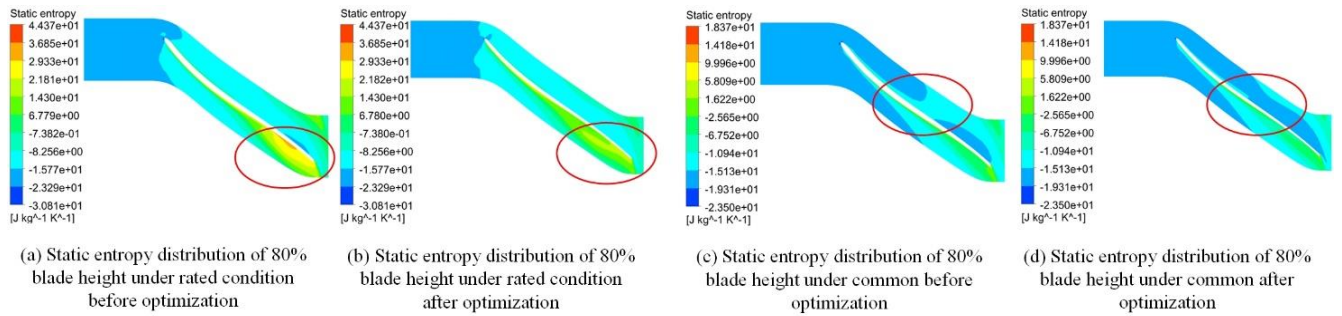 Static entropy
4.437e+01
3.685e+01
2.933e+01
2.181e+01
1.430e+01
6.779e+00
-7.382e-01
-8.256e+00
-1.577e+01
-2.329e+01
-3.081e+01
[J kg^-1 K^-1]
(a) Static entropy distribution of 80%
blade height under rated condition
before optimization
Static entropy
4.437e+01
3.685e+01
2.933e+01
2.182e+01
1.430e+01
6.780e+00
-7.380e-01
-8.256e+00
-1.577e+01
-2.329e+01
-3.081e+01
[J kg^-1 K^-1]
(b) Static entropy distribution of 80%
blade height under rated condition
after optimization
Static entropy
1.837e+01
1.418e+01
9.996e+00
5.809e+00
1.622e+00
-2.565e+00
-6.752e+00
-1.094e+01
-1.513e+01
-1.931e+01
-2.350e+01
[J kg^-1 K^-1]
(c) Static entropy distribution of 80%
blade height under common before
optimization
Static entropy
1.837e+01
1.418e+01
9.996e+00
5.809e+00
1.622e+00
-2.565e+00
-6.752e+00
-1.094e+01
-1.513e+01
-1.931e+01
-2.350e+01
[J kg^-1 K^-1]
(d) Static entropy distribution of 80%
blade height under common after
optimization